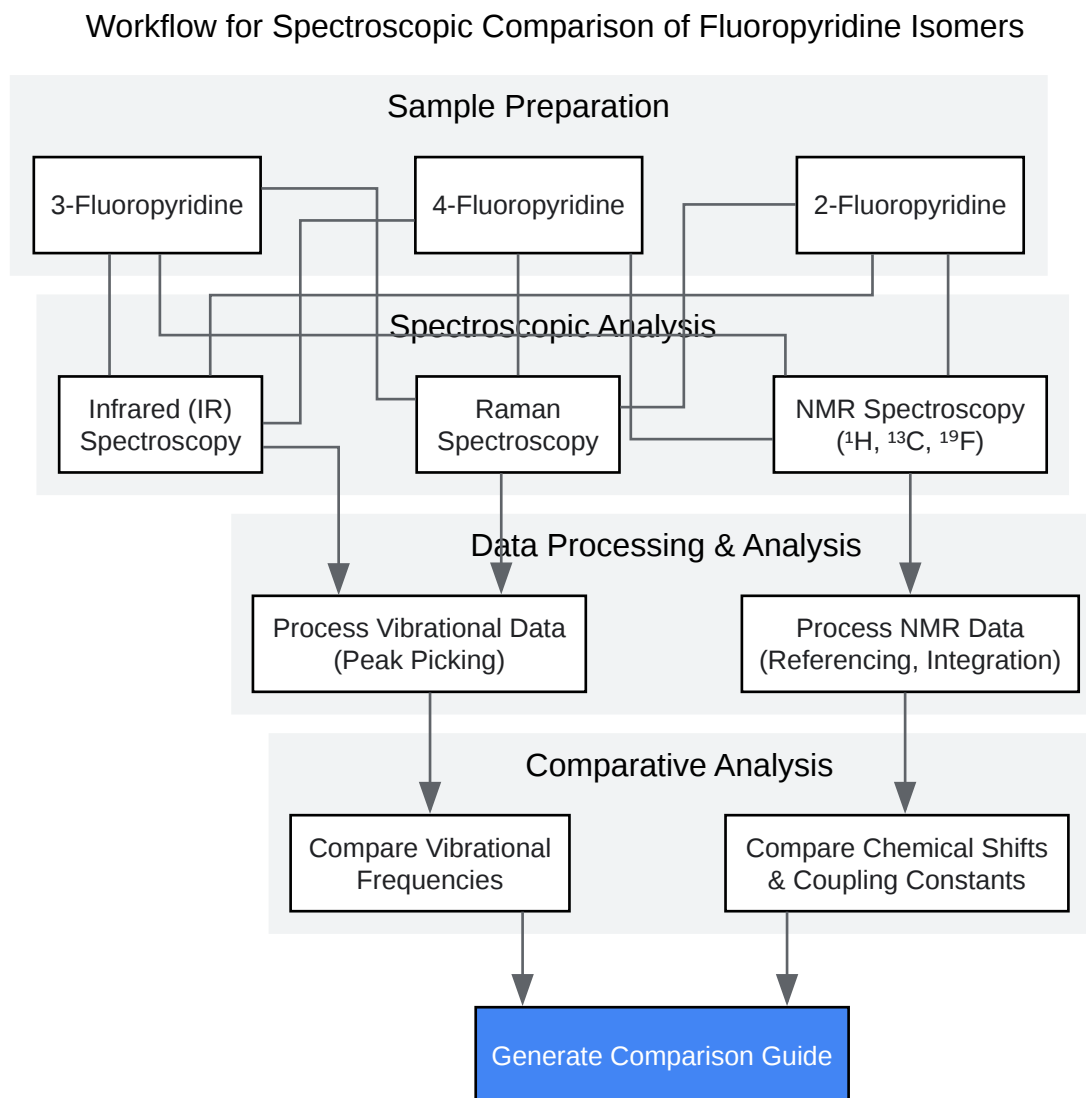 Workflow for Spectroscopic Comparison of Fluoropyridine Isomers
Sample Preparation
3-Fluoropyridine
4-Fluoropyridine
2-Fluoropyridine
Spectroscopic Analysis
Infrared (IR)
Spectroscopy
Raman
Spectroscopy
NMR Spectroscopy
(¹H, ¹³C, ¹⁹F)
Data Processing & Analysis
Process Vibrational Data
(Peak Picking)
Process NMR Data
(Referencing, Integration)
Comparative Analysis
Compare Vibrational
Frequencies
Compare Chemical Shifts
& Coupling Constants
Generate Comparison Guide